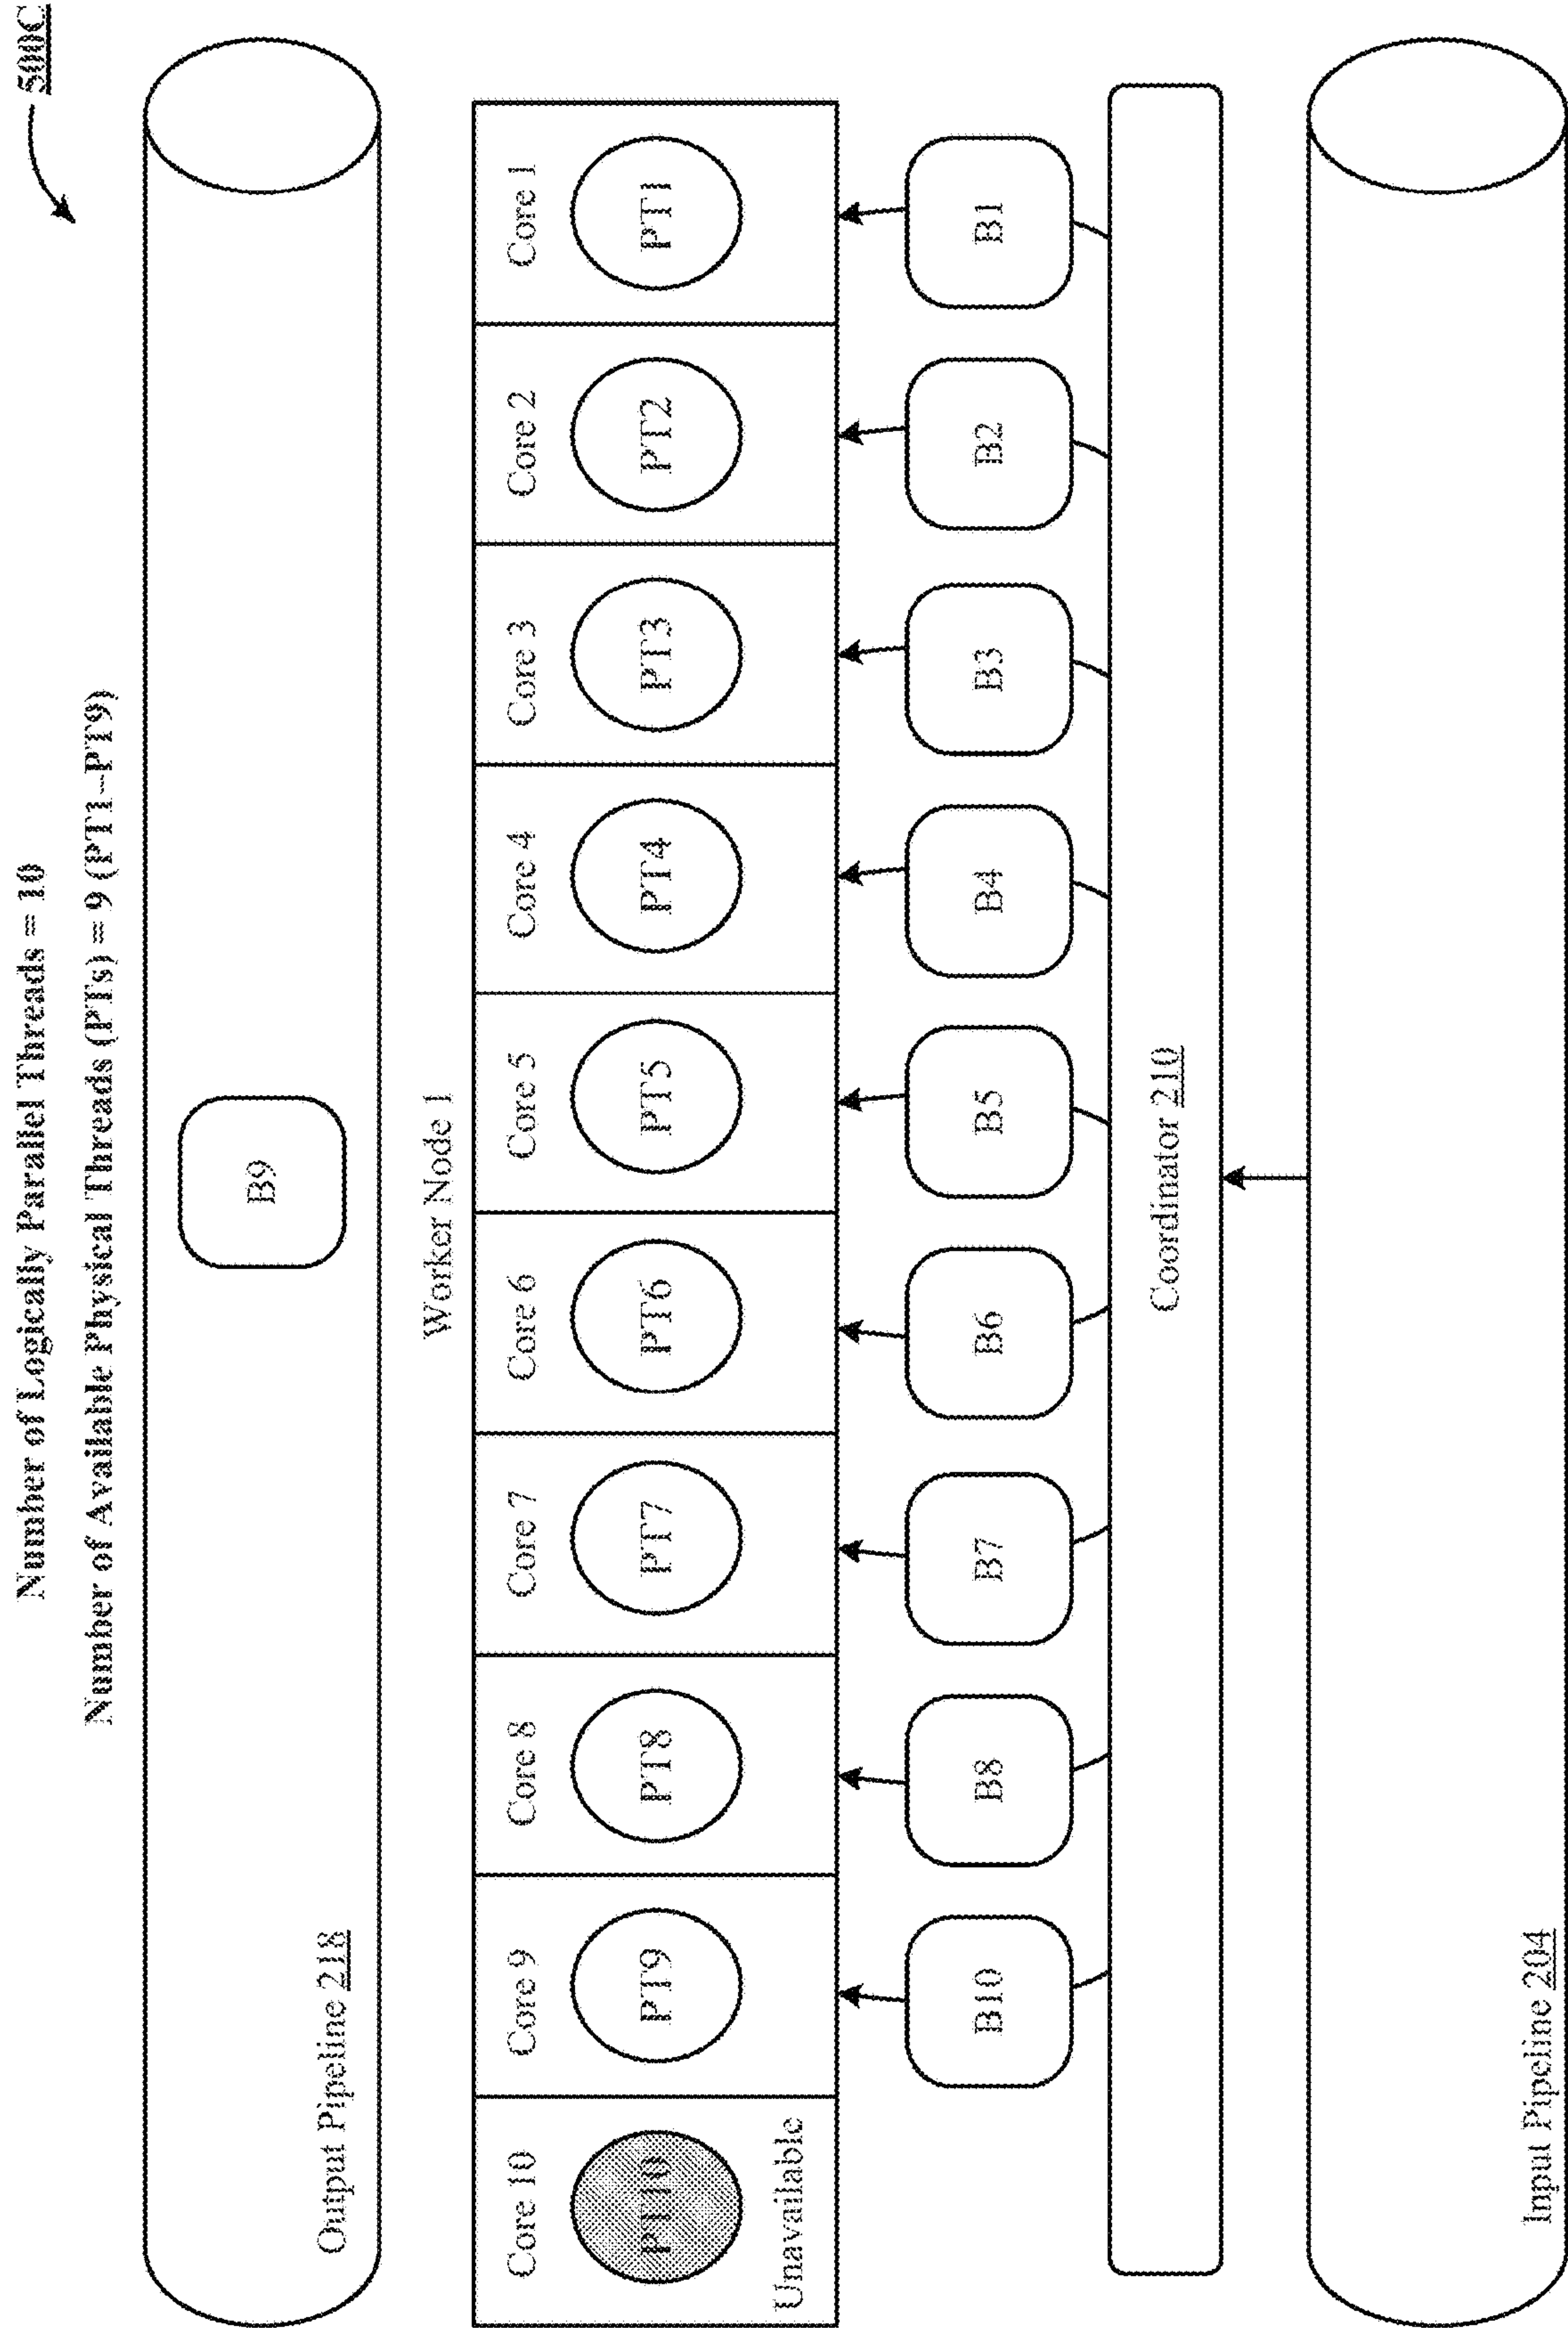 500C
Number of Logically Parallel Threads = 10
Number of Available Physical Threads (PTs) = 9 (PT1–PT9)
B9
Output Pipeline 218
Worker Node 1
Core 10
Core 9
Core 8
Core 7
Core 6
Core 5
Core 4
Core 3
Core 2
Core 1
PT10
PT9
PT8
PT7
PT6
PT5
PT4
PT3
PT2
PT1
Unavailable
B10
B8
B7
B6
B5
B4
B3
B2
B1
Coordinator 210
Input Pipeline 204